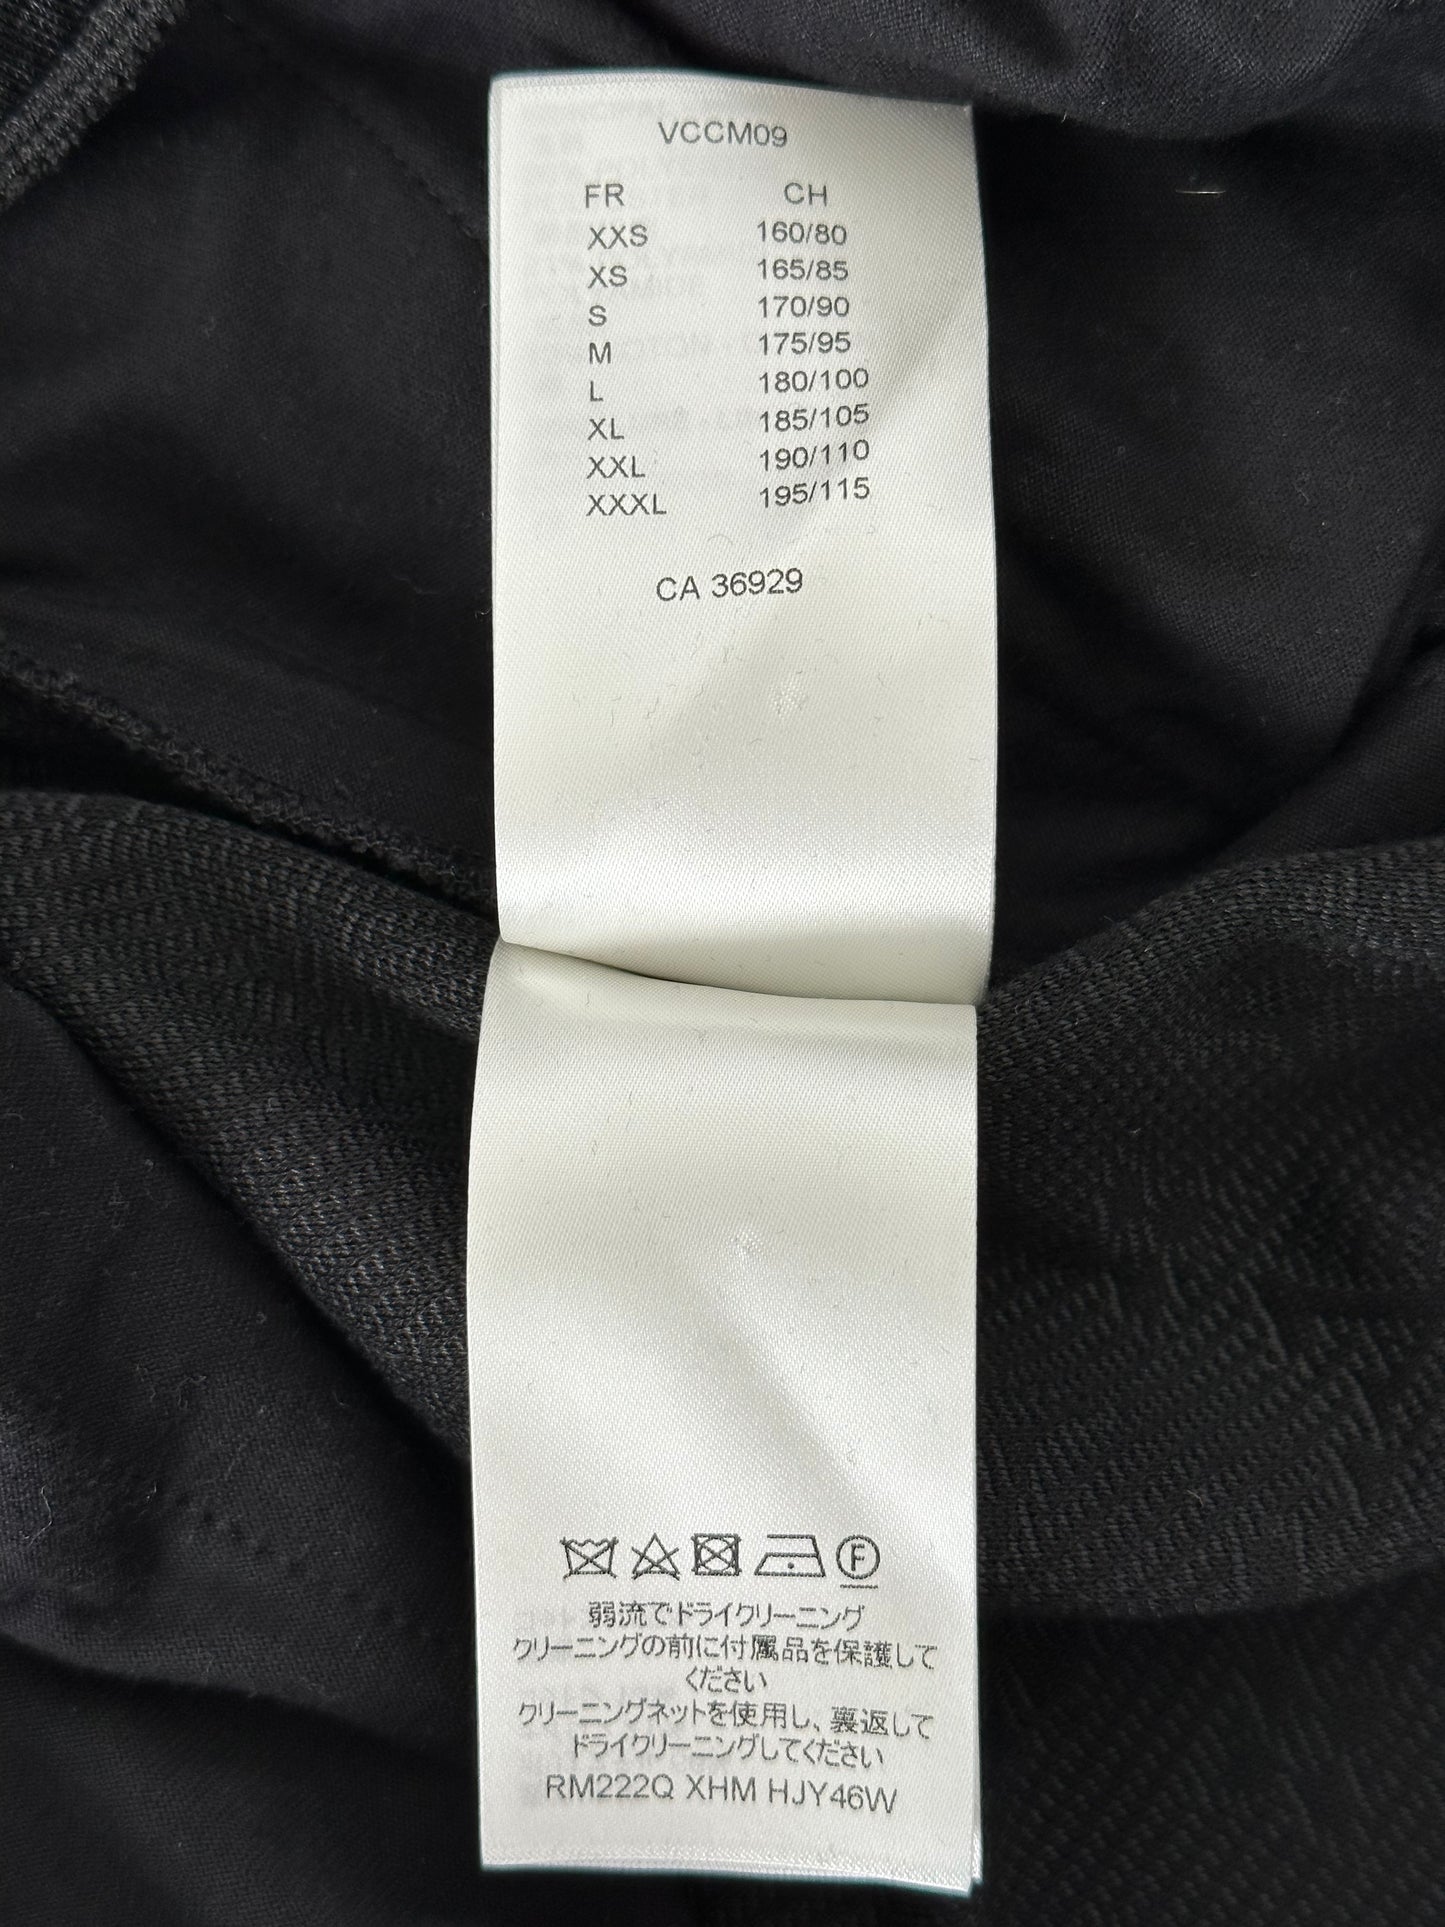 VCCM09
FR CH
XXS 160/80
XS 165/85
S 170/90
M 175/95
L 180/100
XL 185/105
XXL 190/110
XXXL 195/115
CA 36929
F
弱流でドライクリーニング
クリーニングの前に付属品を保護して
ください
クリーニングネットを使用し、裏返して
ドライクリーニングしてください
RM222Q XHM HJY46W